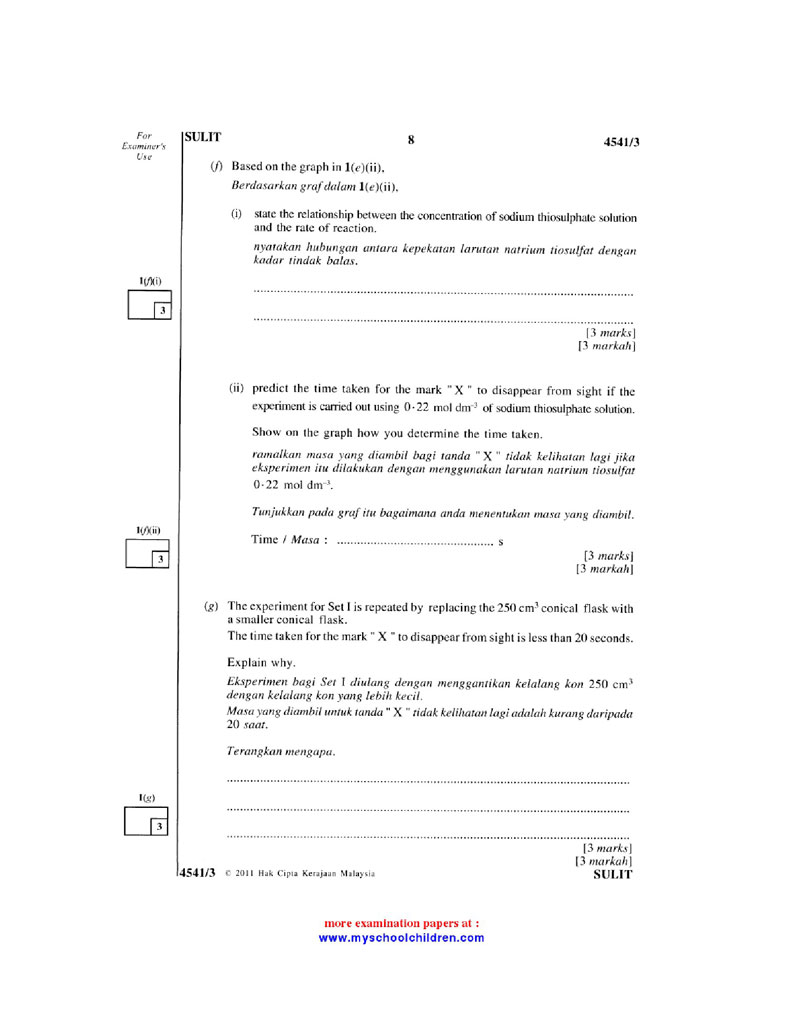 For
Examiner's
Use
SULIT 8 4541/3
(f) Based on the graph in 1(e)(ii),
Berdasarkan graf dalam 1(e)(ii),
(i) state the relationship between the concentration of sodium thiosulphate solution
and the rate of reaction.
nyatakan hubungan antara kepekatan larutan natrium tiosulfat dengan
kadar tindak balas.
1(f)(i)
3
[3 marks]
[3 markah]
(ii) predict the time taken for the mark " X " to disappear from sight if the
experiment is carried out using 0·22 mol dm⁻³ of sodium thiosulphate solution.
Show on the graph how you determine the time taken.
ramalkan masa yang diambil bagi tanda " X " tidak kelihatan lagi jika
eksperimen itu dilakukan dengan menggunakan larutan natrium tiosulfat
0·22 mol dm⁻³.
Tunjukkan pada graf itu bagaimana anda menentukan masa yang diambil.
1(f)(ii)
3
Time / Masa : .............................................. s
[3 marks]
[3 markah]
(g) The experiment for Set I is repeated by replacing the 250 cm³ conical flask with
a smaller conical flask.
The time taken for the mark " X " to disappear from sight is less than 20 seconds.
Explain why.
Eksperimen bagi Set I diulang dengan menggantikan kelalang kon 250 cm³
dengan kelalang kon yang lebih kecil.
Masa yang diambil untuk tanda " X " tidak kelihatan lagi adalah kurang daripada
20 saat.
Terangkan mengapa.
1(g)
3
[3 marks]
[3 markah]
4541/3 © 2011 Hak Cipta Kerajaan Malaysia SULIT
more examination papers at :
www.myschoolchildren.com